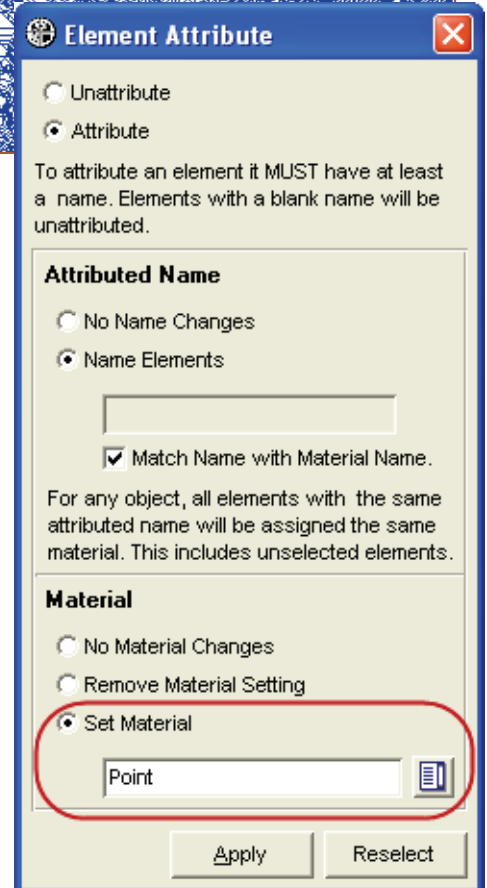 Element Attribute
Unattribute
Attribute
To attribute an element it MUST have at least
a name. Elements with a blank name will be
unattributed.
Attributed Name
No Name Changes
Name Elements
Match Name with Material Name.
For any object, all elements with the same
attributed name will be assigned the same
material. This includes unselected elements.
Material
No Material Changes
Remove Material Setting
Set Material
Point
Apply
Reselect